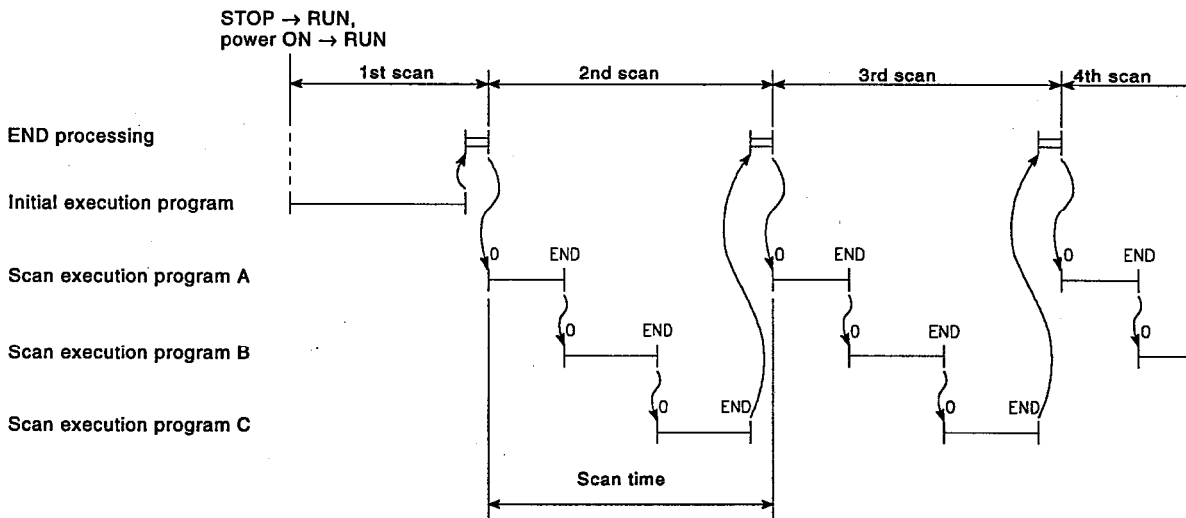 STOP → RUN,
power ON → RUN
1st scan 2nd scan 3rd scan 4th scan
END processing
Initial execution program
0 0 0
END END END
Scan execution program A
0 0 0
END END
Scan execution program B
0 END 0 END
Scan execution program C
Scan time